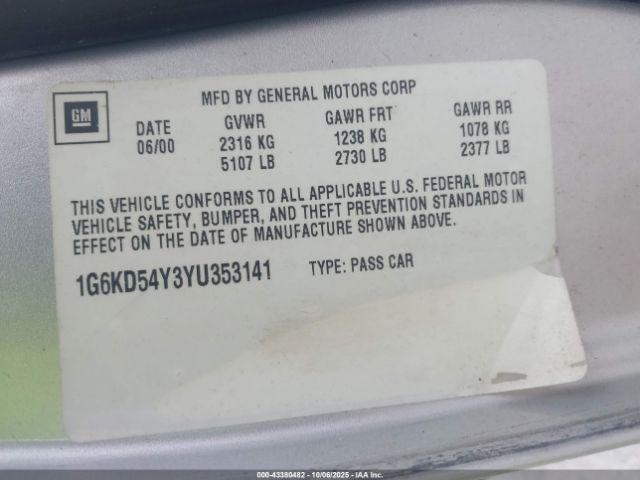 MFD BY GENERAL MOTORS CORP
GM
DATE GVWR GAWR FRT GAWR RR
06/00 2316 KG 1238 KG 1078 KG
5107 LB 2730 LB 2377 LB
THIS VEHICLE CONFORMS TO ALL APPLICABLE U.S. FEDERAL MOTOR
VEHICLE SAFETY, BUMPER, AND THEFT PREVENTION STANDARDS IN
EFFECT ON THE DATE OF MANUFACTURE SHOWN ABOVE.
1G6KD54Y3YU353141 TYPE: PASS CAR
000-43380482 | 10/06/2025 | IAAI.CA